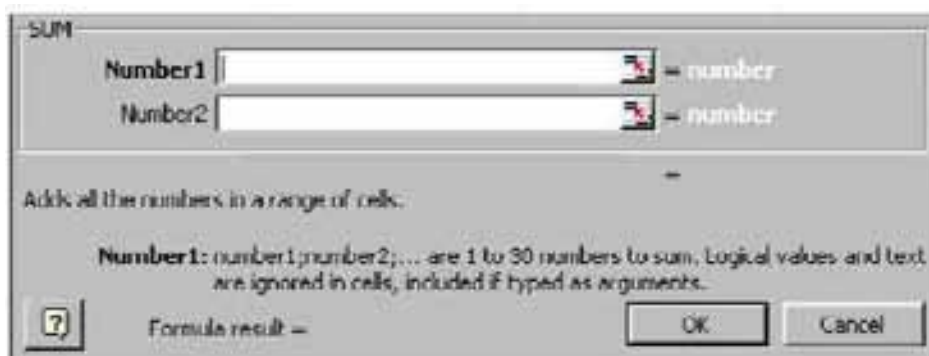 SUM
Number1 = number
Number2 = number
=
Adds all the numbers in a range of cells.
Number1: number1;number2;... are 1 to 30 numbers to sum. Logical values and text
are ignored in cells, included if typed as arguments.
? Formula result = OK Cancel